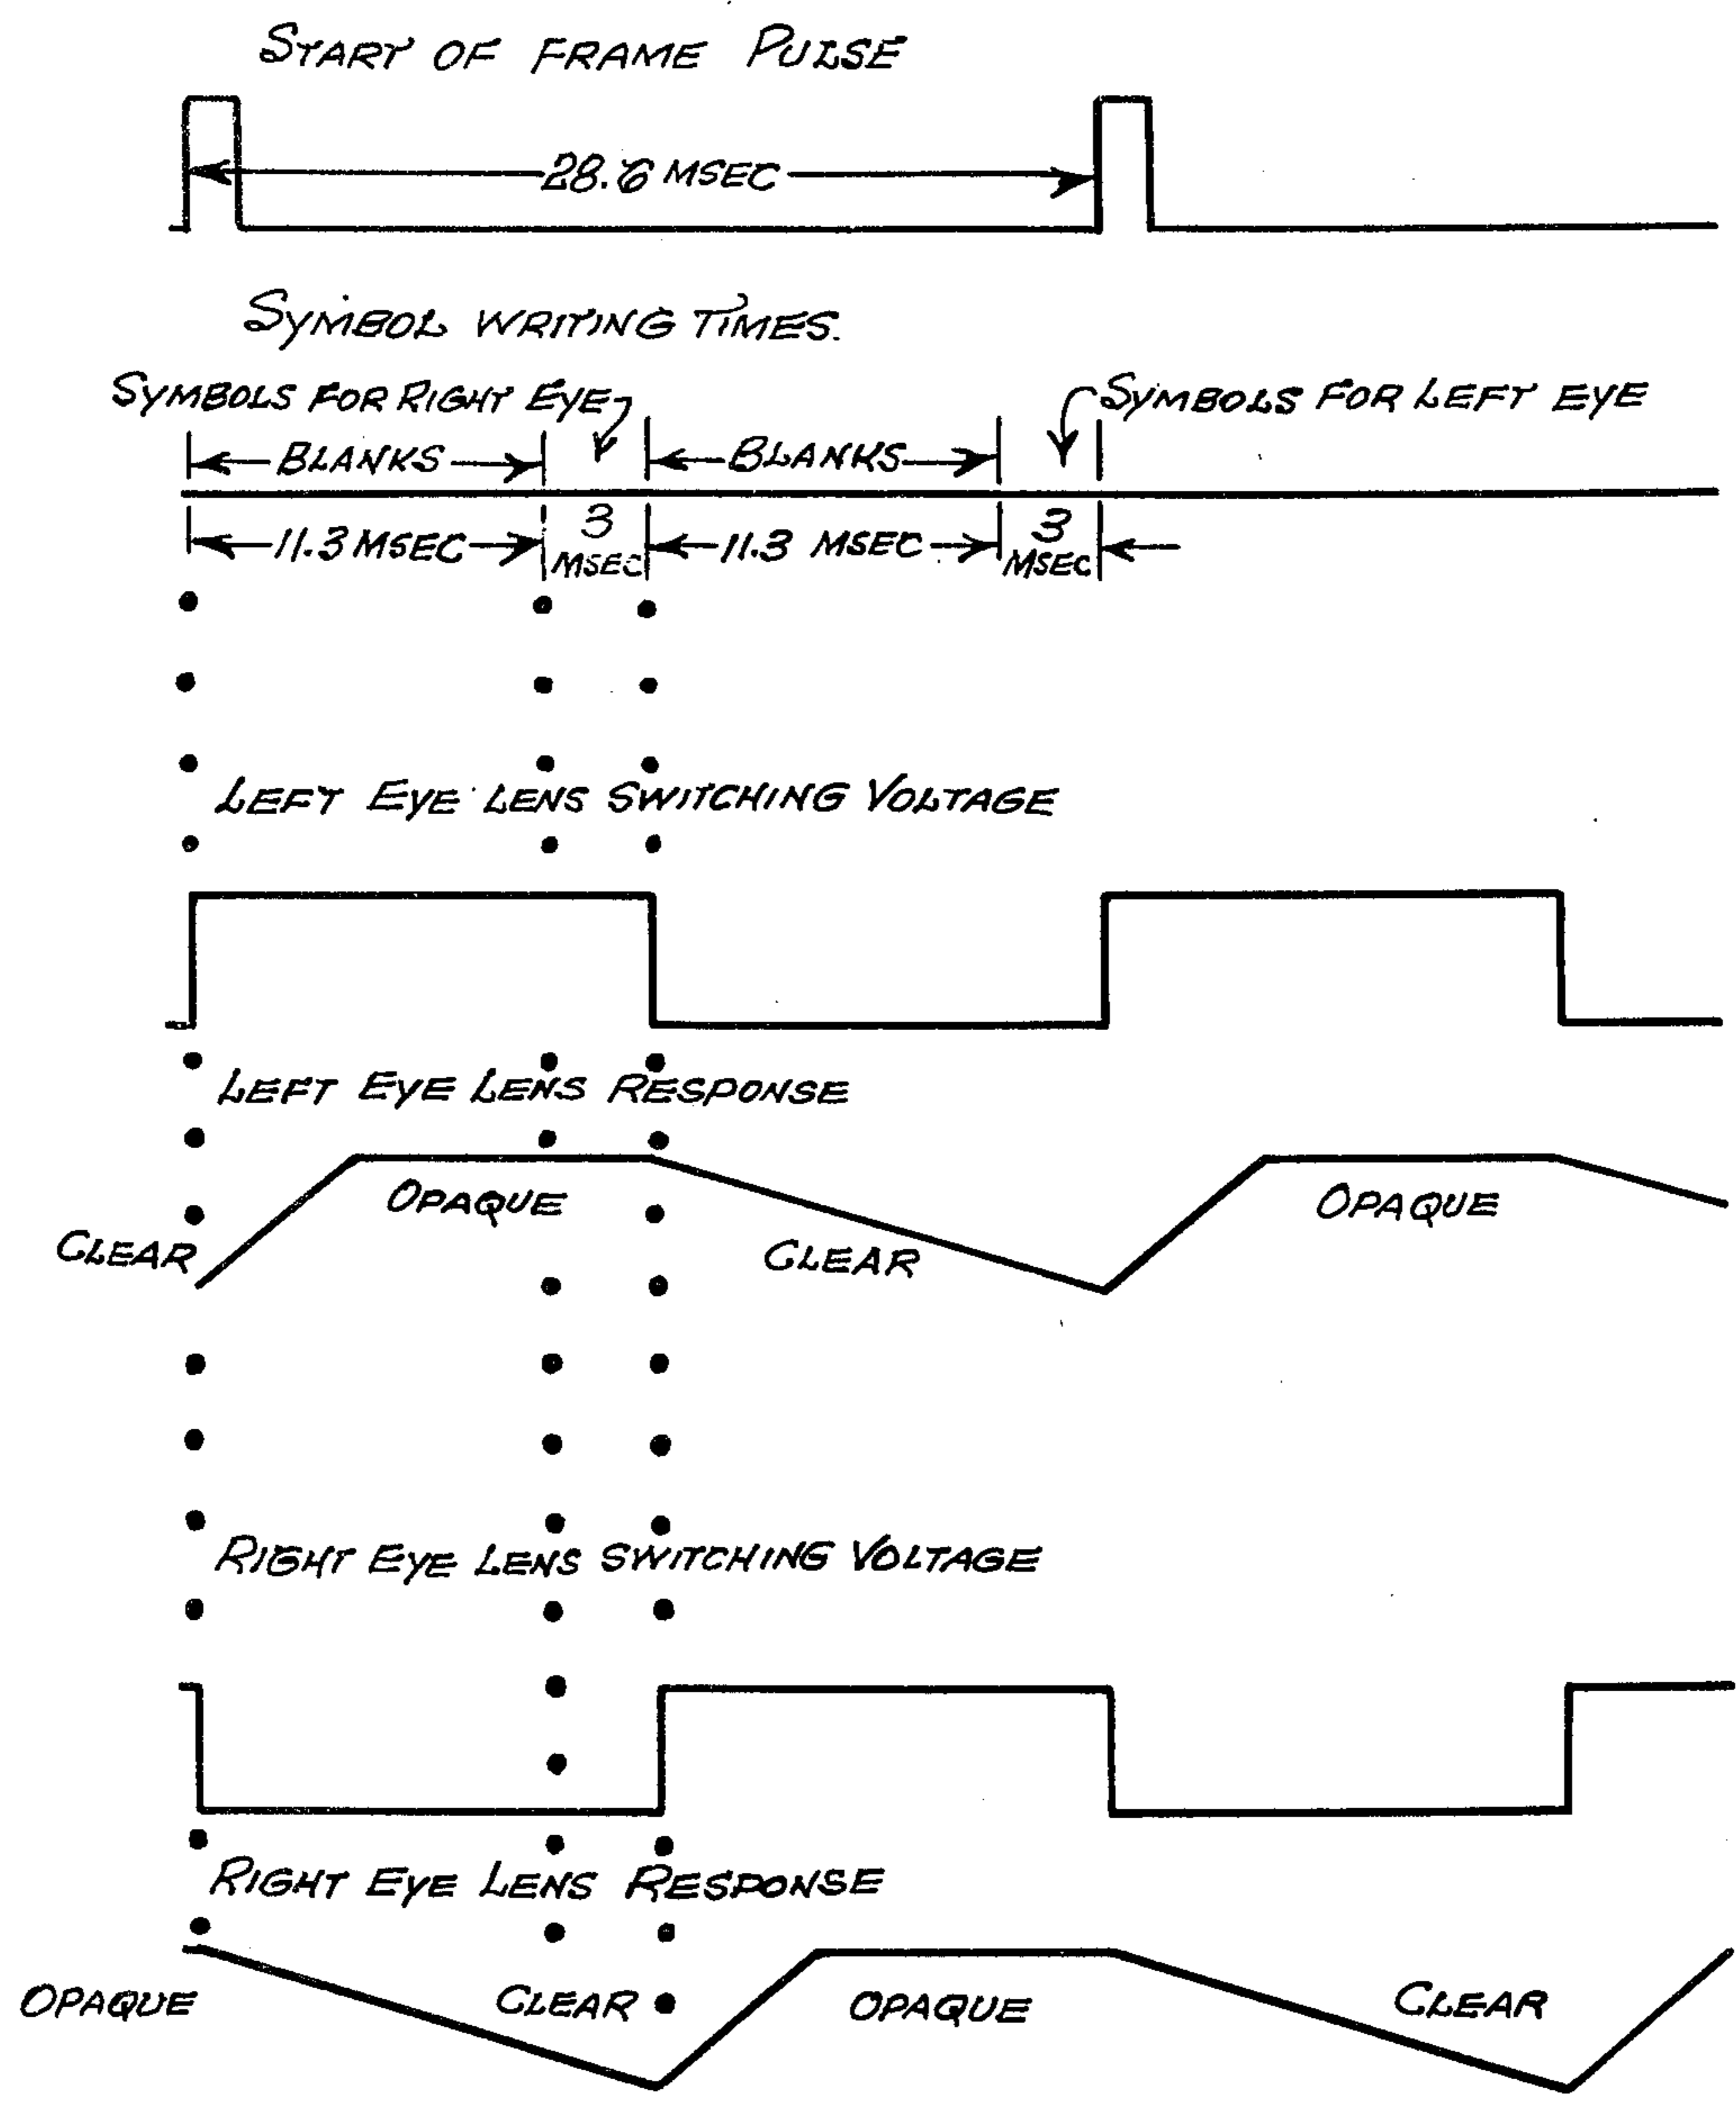 START OF FRAME PULSE
28.6 MSEC
SYMBOL WRITING TIMES.
SYMBOLS FOR RIGHT EYE
SYMBOLS FOR LEFT EYE
BLANKS
BLANKS
11.3 MSEC
3 MSEC
11.3 MSEC
3 MSEC
LEFT EYE LENS SWITCHING VOLTAGE
LEFT EYE LENS RESPONSE
CLEAR
OPAQUE
CLEAR
OPAQUE
RIGHT EYE LENS SWITCHING VOLTAGE
RIGHT EYE LENS RESPONSE
OPAQUE
CLEAR
OPAQUE
CLEAR